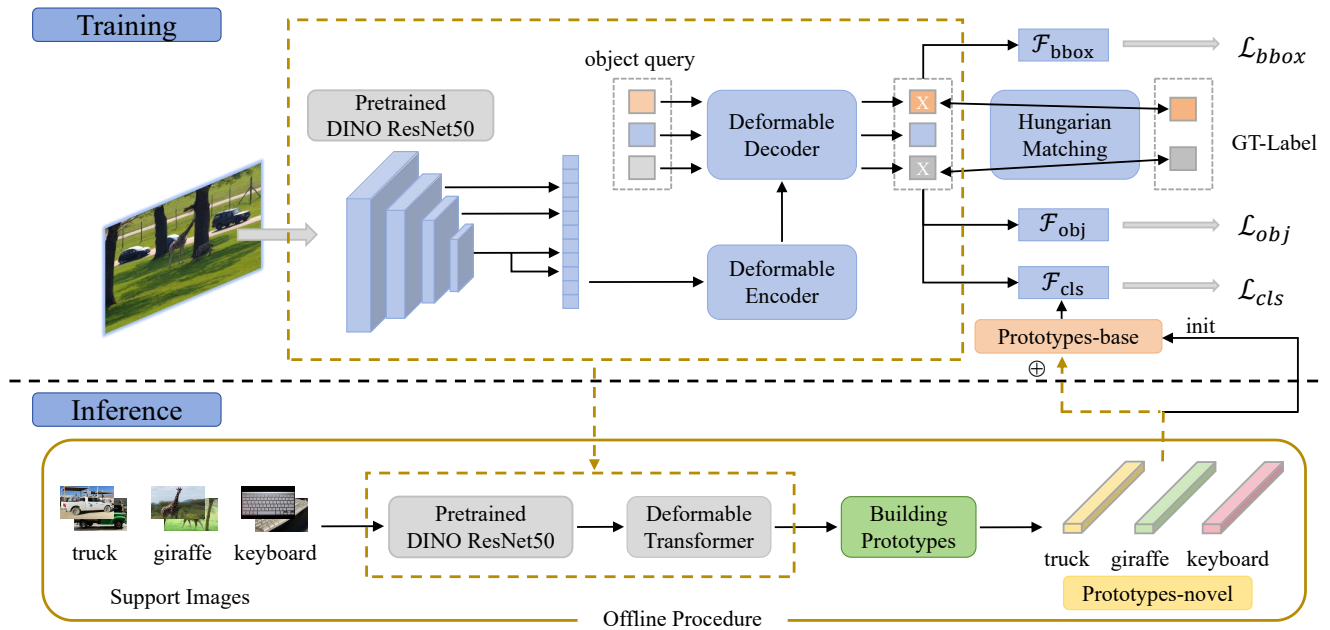 Training
object query
Pretrained
DINO ResNet50
Deformable
Decoder
X
X
Hungarian
Matching
GT-Label
Deformable
Encoder
ℱbbox
ℒbbox
ℱobj
ℒobj
ℱcls
ℒcls
Prototypes-base
init
⊕
Inference
truck
giraffe
keyboard
Support Images
Pretrained
DINO ResNet50
Deformable
Transformer
Building
Prototypes
truck
giraffe
keyboard
Prototypes-novel
Offline Procedure